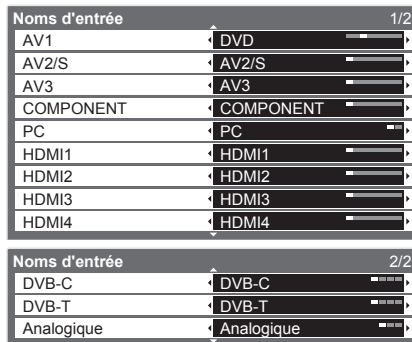 Noms d'entrée 1/2
AV1 DVD
AV2/S AV2/S
AV3 AV3
COMPONENT COMPONENT
PC PC
HDMI1 HDMI1
HDMI2 HDMI2
HDMI3 HDMI3
HDMI4 HDMI4
Noms d'entrée 2/2
DVB-C DVB-C
DVB-T DVB-T
Analogique Analogique